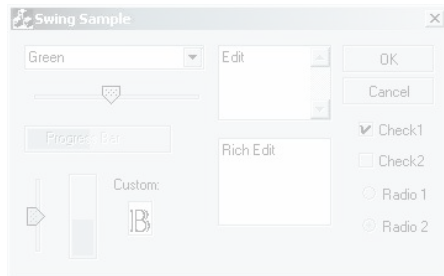 Swing Sample
Green
Edit
OK
Cancel
Progress Bar
Rich Edit
Check1
Check2
Custom:
B
Radio 1
Radio 2